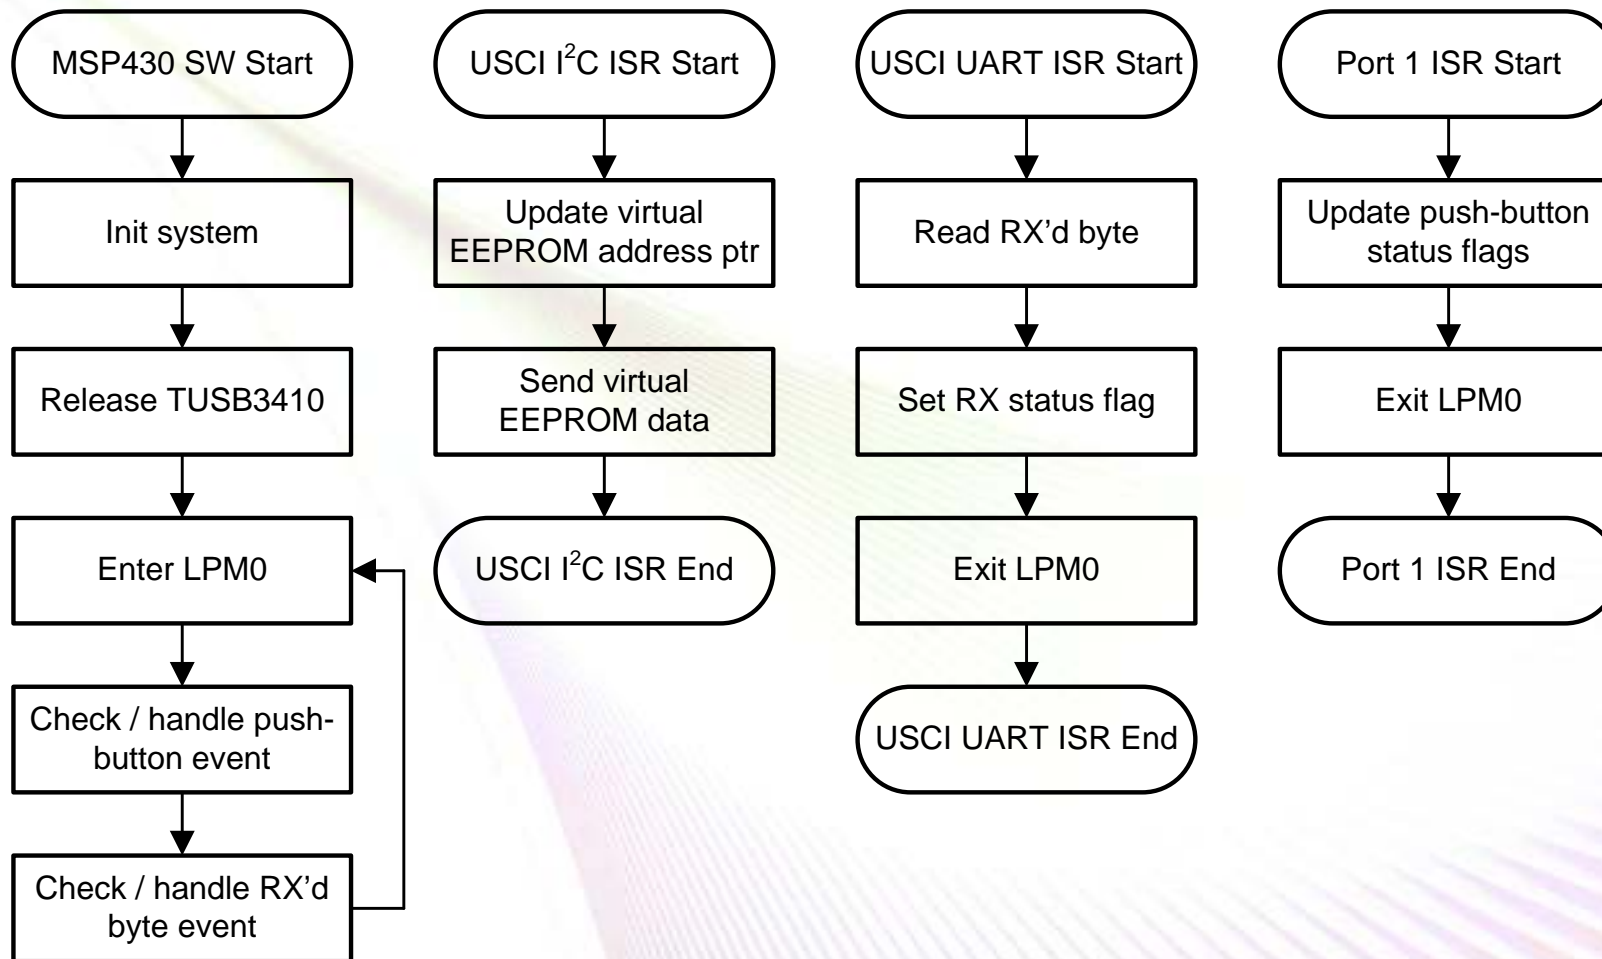 MSP430 SW Start
Init system
Release TUSB3410
Enter LPM0
Check / handle push-
button event
Check / handle RX’d
byte event
USCI I²C ISR Start
Update virtual
EEPROM address ptr
Send virtual
EEPROM data
USCI I²C ISR End
USCI UART ISR Start
Read RX’d byte
Set RX status flag
Exit LPM0
USCI UART ISR End
Port 1 ISR Start
Update push-button
status flags
Exit LPM0
Port 1 ISR End